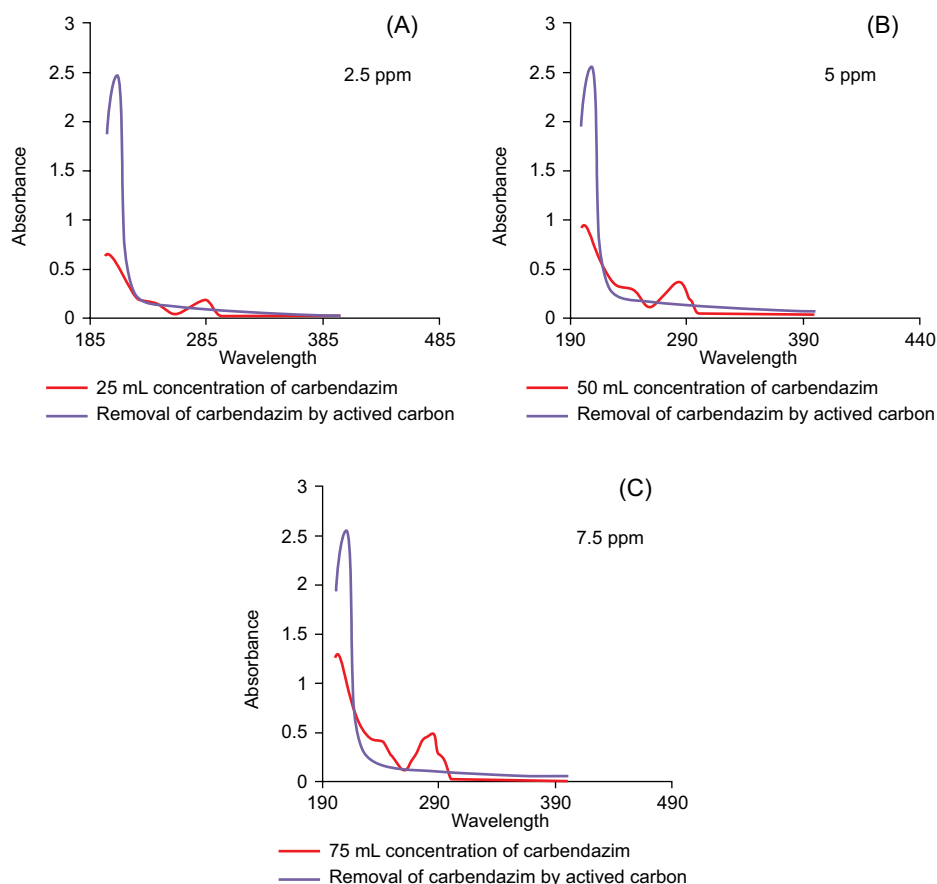 (A)
2.5 ppm
3
2.5
2
1.5
1
0.5
0
Absorbance
185 285 385 485
Wavelength
25 mL concentration of carbendazim
Removal of carbendazim by actived carbon
(B)
5 ppm
3
2.5
2
1.5
1
0.5
0
Absorbance
190 290 390 440
Wavelength
50 mL concentration of carbendazim
Removal of carbendazim by actived carbon
(C)
7.5 ppm
3
2.5
2
1.5
1
0.5
0
Absorbance
190 290 390 490
Wavelength
75 mL concentration of carbendazim
Removal of carbendazim by actived carbon